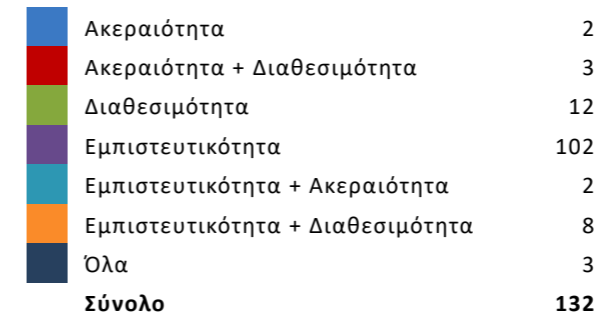 Ακεραιότητα 2
Ακεραιότητα + Διαθεσιμότητα 3
Διαθεσιμότητα 12
Εμπιστευτικότητα 102
Εμπιστευτικότητα + Ακεραιότητα 2
Εμπιστευτικότητα + Διαθεσιμότητα 8
Όλα 3
Σύνολο 132